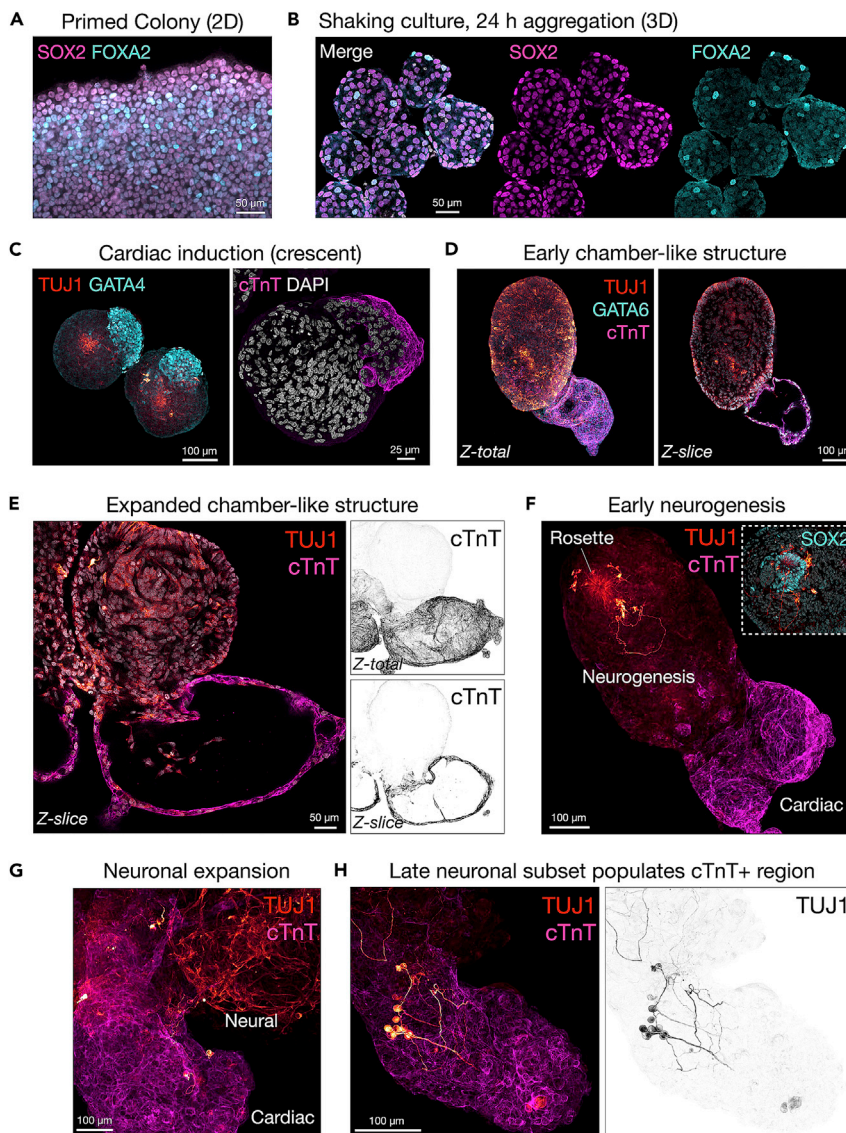 A Primed Colony (2D)
SOX2 FOXA2
50 µm
B Shaking culture, 24 h aggregation (3D)
Merge SOX2 FOXA2
50 µm
C Cardiac induction (crescent)
TUJ1 GATA4
100 µm
cTnT DAPI
25 µm
D Early chamber-like structure
TUJ1
GATA6
cTnT
Z-total
Z-slice
100 µm
E Expanded chamber-like structure
TUJ1
cTnT
Z-slice
50 µm
cTnT
Z-total
cTnT
Z-slice
F Early neurogenesis
Rosette
TUJ1
cTnT
SOX2
Neurogenesis
Cardiac
100 µm
G Neuronal expansion
TUJ1
cTnT
Neural
Cardiac
100 µm
H Late neuronal subset populates cTnT+ region
TUJ1
cTnT
100 µm
TUJ1